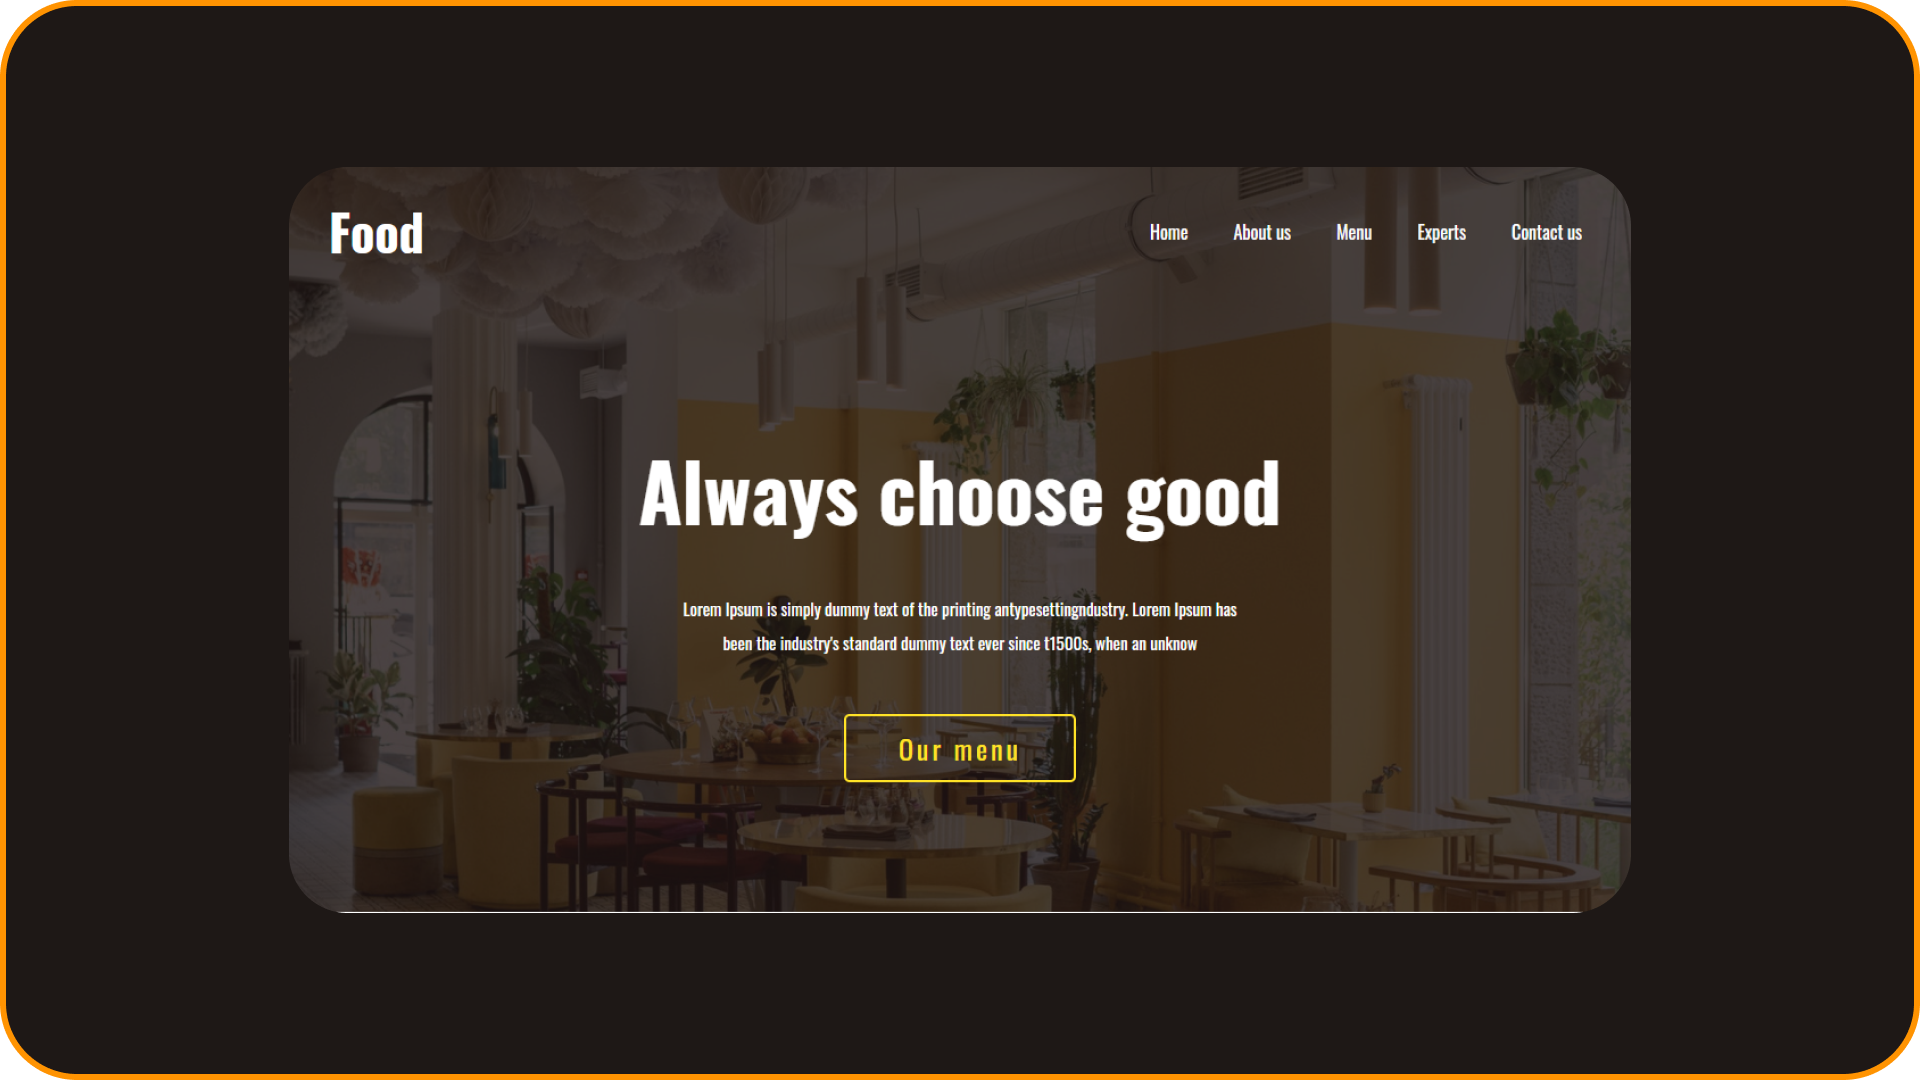 Food
Home About us Menu Experts Contact us
Always choose good
Lorem Ipsum is simply dummy text of the printing antypesettingndustry. Lorem Ipsum has
been the industry's standard dummy text ever since t1500s, when an unknow
Our menu